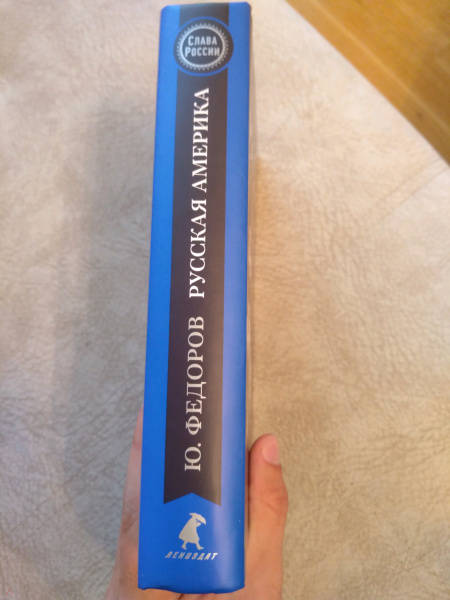 СЛАВА
РОССИИ
Ю. ФЕДОРОВ РУССКАЯ АМЕРИКА
ЛЕНИЗДАТ